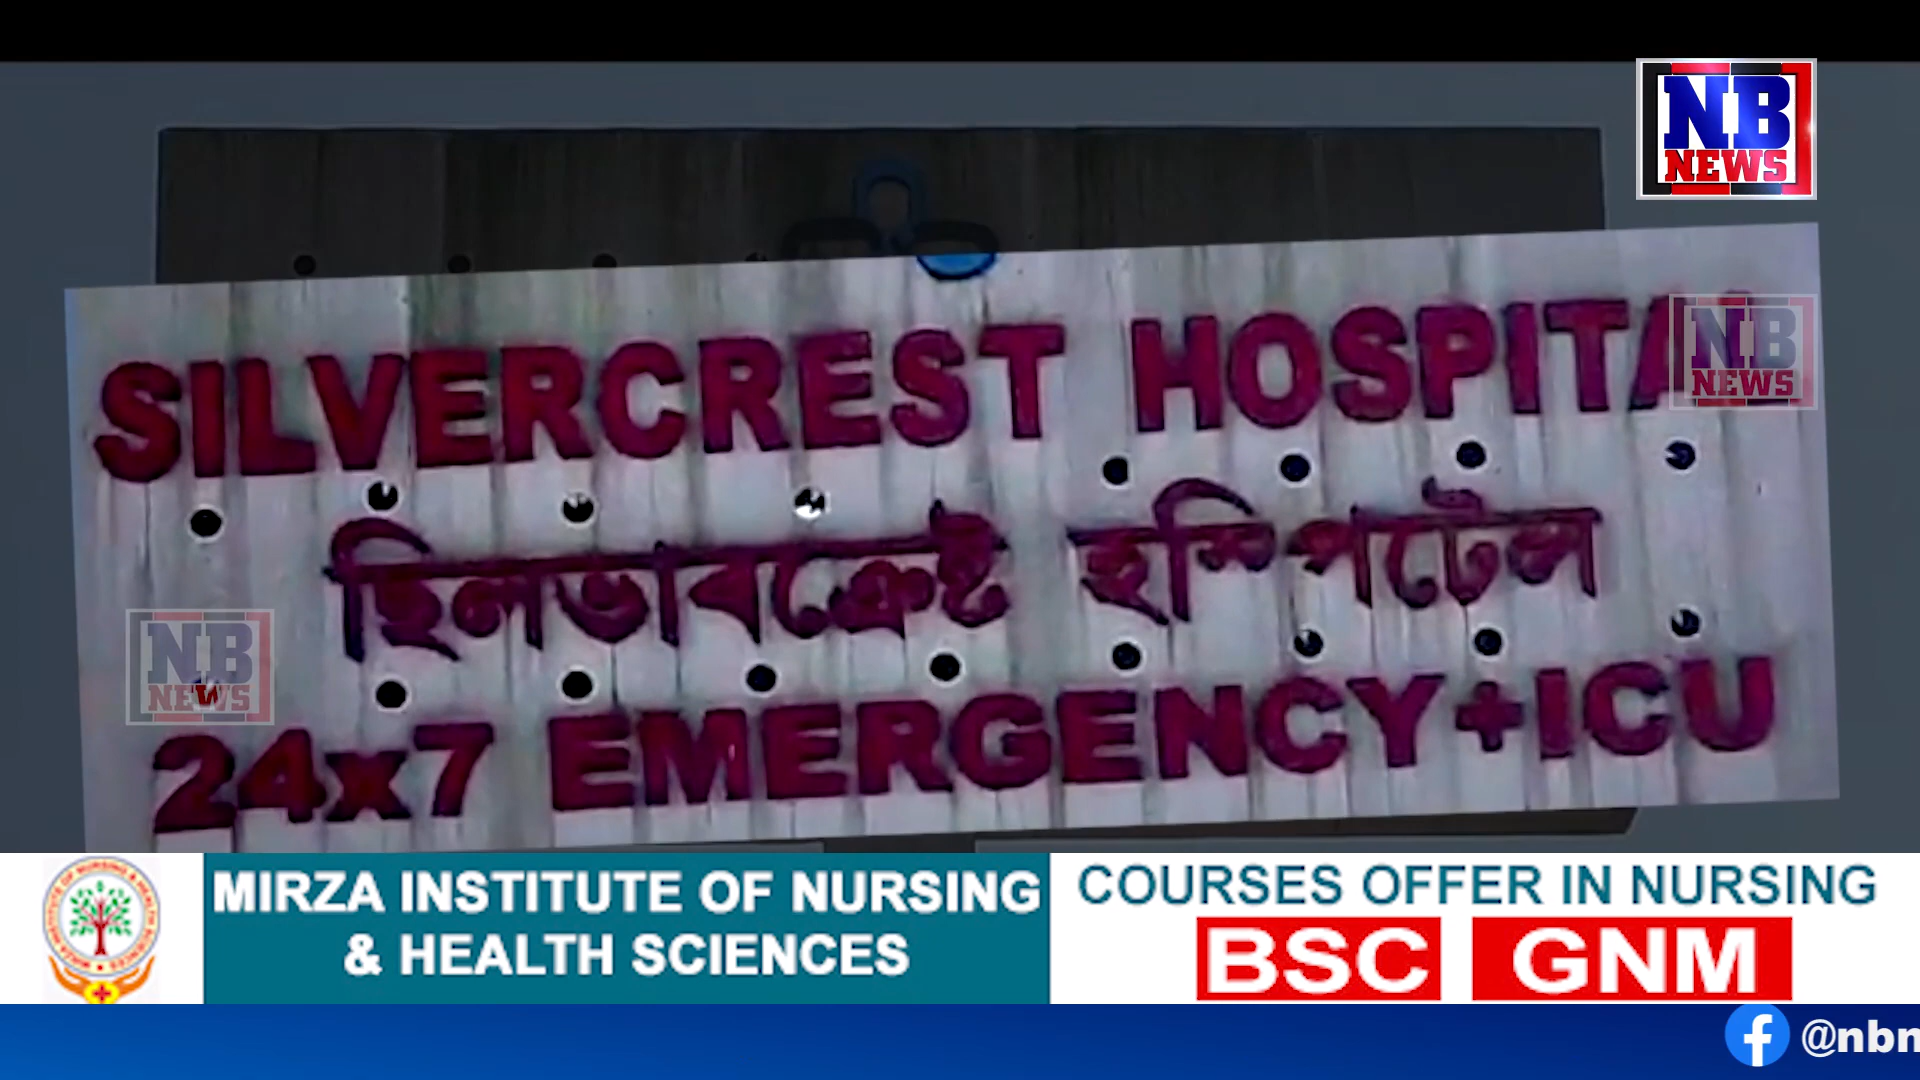 NB
NEWS
SILVERCREST HOSPITAL
NB
NEWS
ছিলভাৰক্ৰেষ্ট হস্পিটেল
NB
NEWS
24x7 EMERGENCY+ICU
MIRZA INSTITUTE OF NURSING
& HEALTH SCIENCES
COURSES OFFER IN NURSING
BSC GNM
@nbn